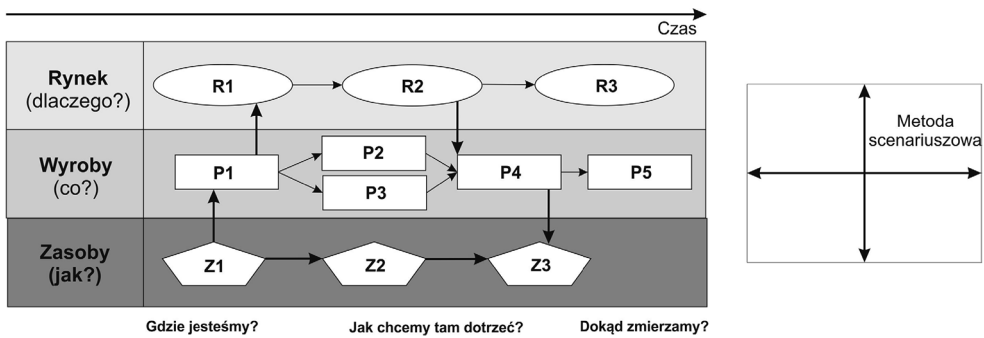 Czas
Rynek
(dlaczego?)
R1
R2
R3
Wyroby
(co?)
P1
P2
P3
P4
P5
Zasoby
(jak?)
Z1
Z2
Z3
Gdzie jesteśmy?
Jak chcemy tam dotrzeć?
Dokąd zmierzamy?
Metoda
scenariuszowa